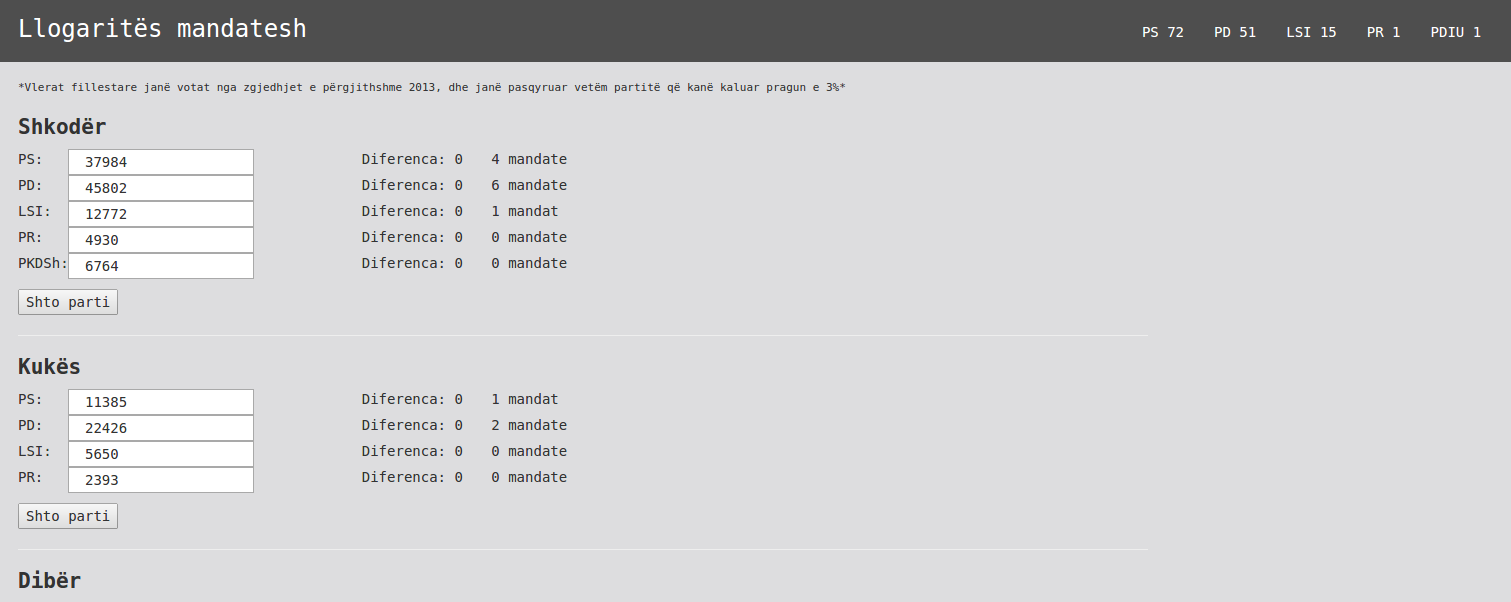 Llogaritës mandatesh PS 72 PD 51 LSI 15 PR 1 PDIU 1
*Vlerat fillestare janë votat nga zgjedhjet e përgjithshme 2013, dhe janë pasqyruar vetëm partitë që kanë kaluar pragun e 3%*
Shkodër
PS: 37984 Diferenca: 0 4 mandate
PD: 45802 Diferenca: 0 6 mandate
LSI: 12772 Diferenca: 0 1 mandat
PR: 4930 Diferenca: 0 0 mandate
PKDSh: 6764 Diferenca: 0 0 mandate
Shto parti
Kukës
PS: 11385 Diferenca: 0 1 mandat
PD: 22426 Diferenca: 0 2 mandate
LSI: 5650 Diferenca: 0 0 mandate
PR: 2393 Diferenca: 0 0 mandate
Shto parti
Dibër